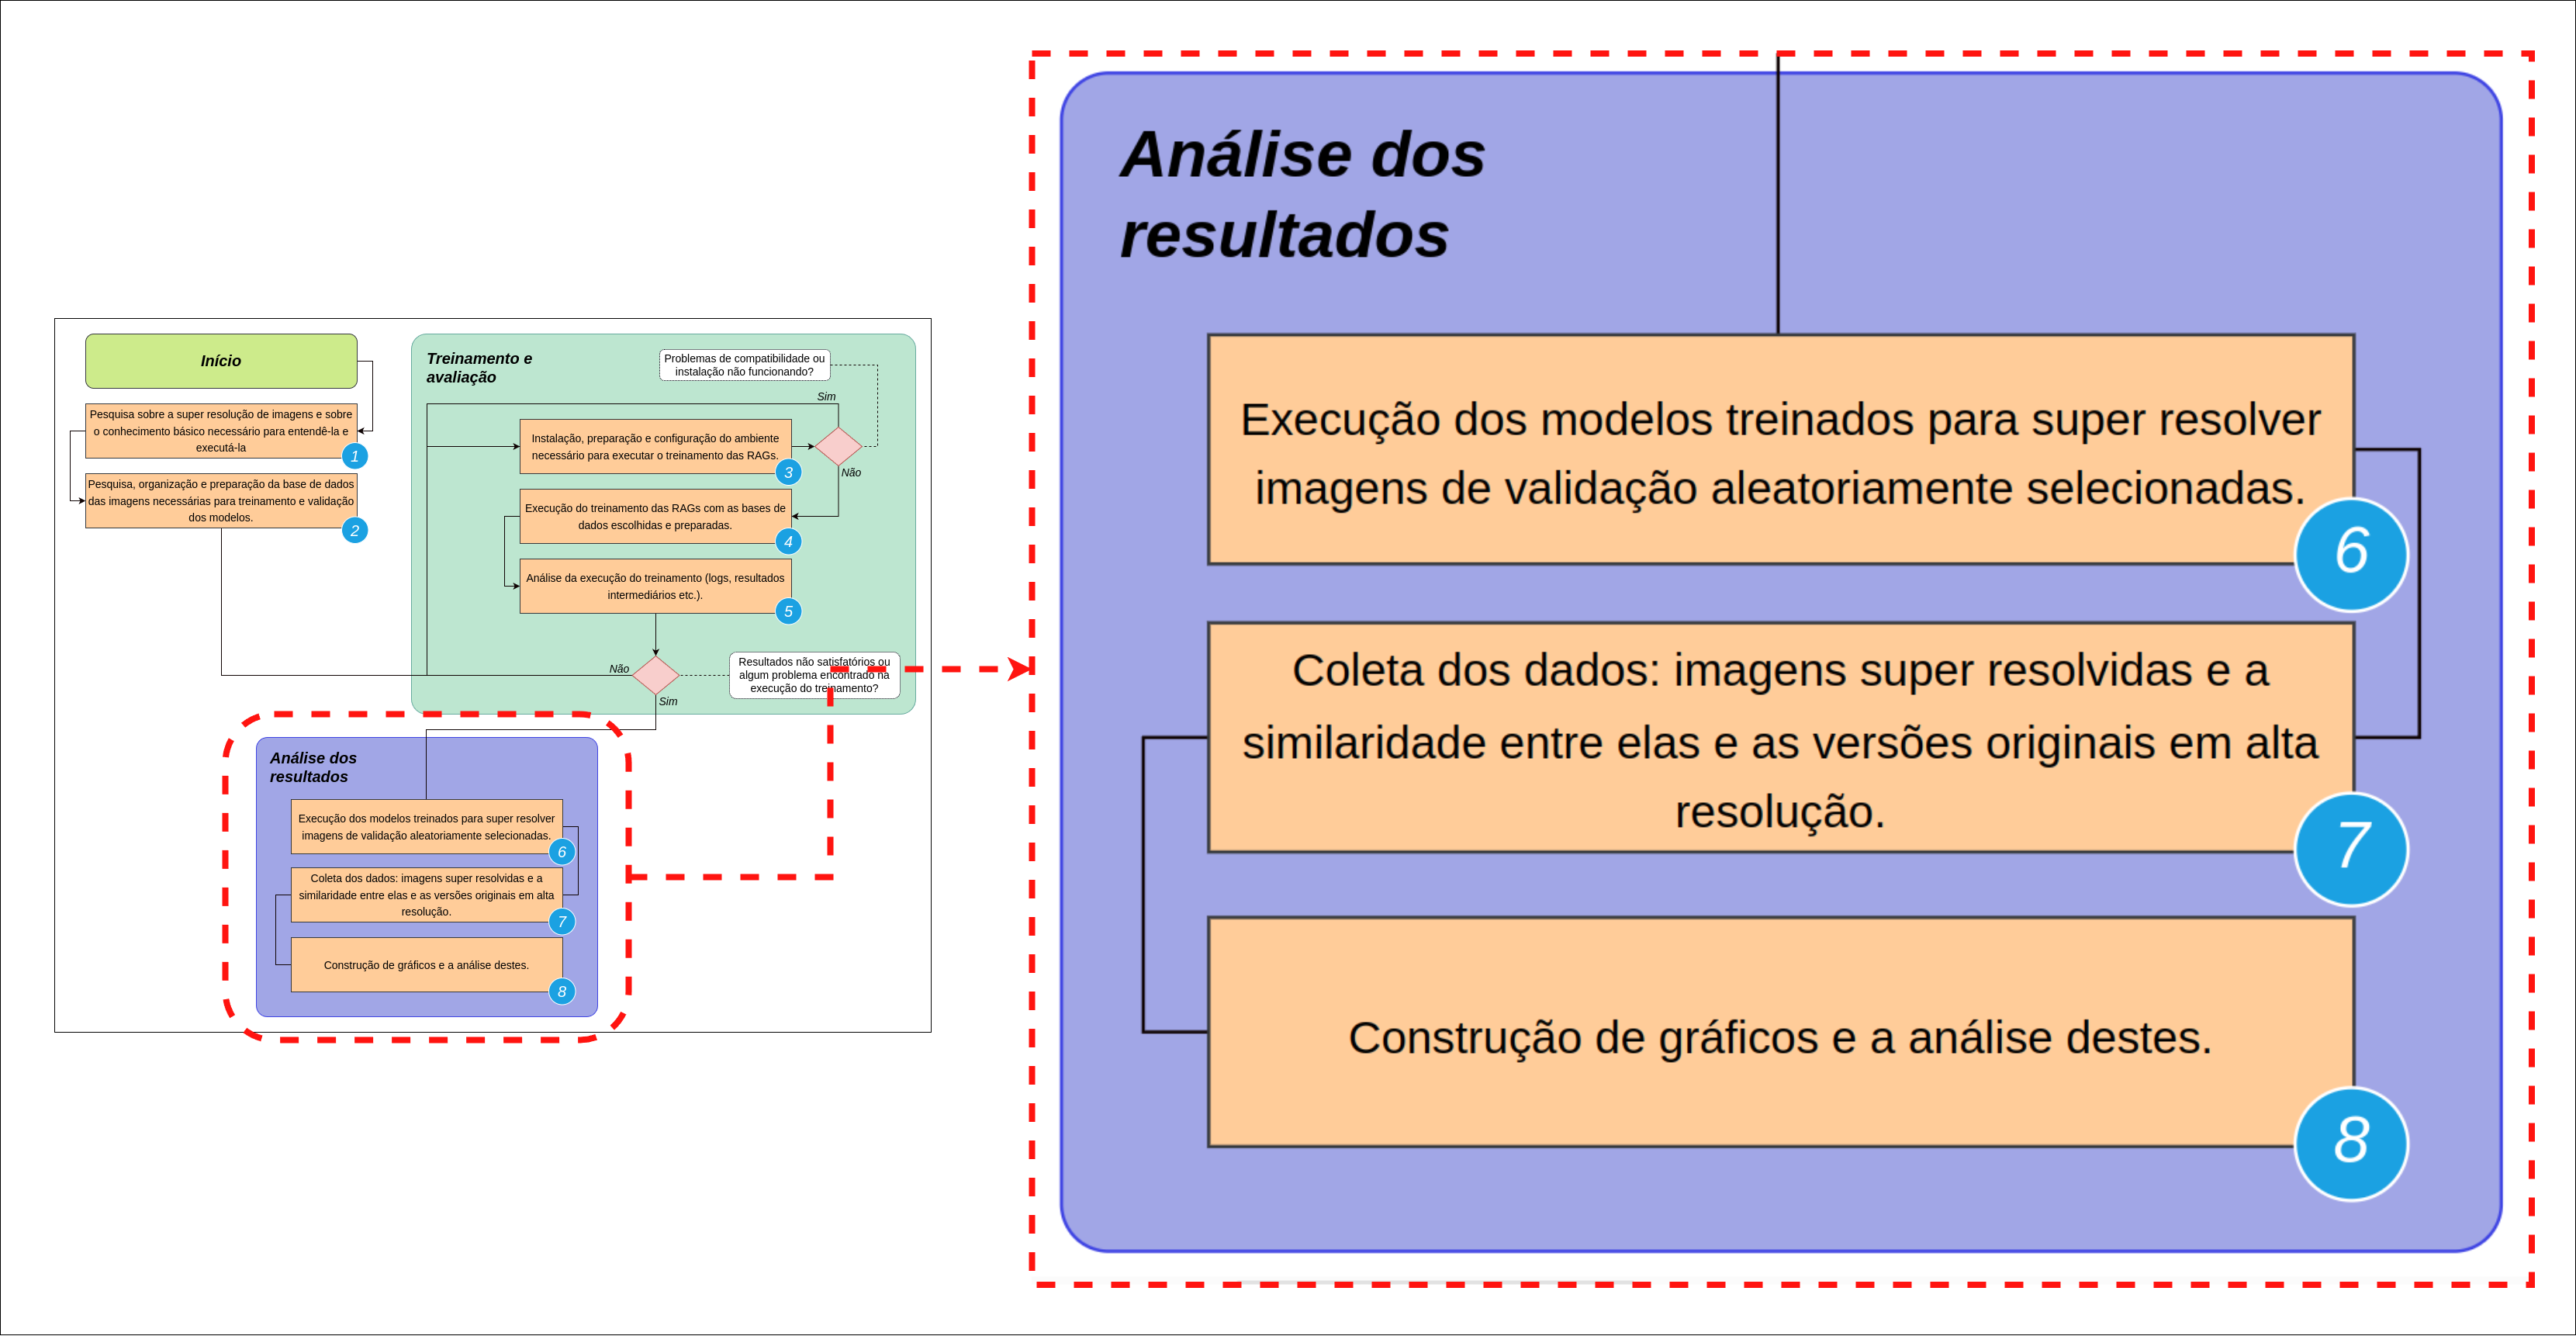 Início
Pesquisa sobre a super resolução de imagens e sobre
o conhecimento básico necessário para entendê-la e
executá-la
1
Pesquisa, organização e preparação da base de dados
das imagens necessárias para treinamento e validação
dos modelos.
2
Treinamento e
avaliação
Problemas de compatibilidade ou
instalação não funcionando?
Sim
Instalação, preparação e configuração do ambiente
necessário para executar o treinamento das RAGs.
3
Não
Execução do treinamento das RAGs com as bases de
dados escolhidas e preparadas.
4
Análise da execução do treinamento (logs, resultados
intermediários etc.).
5
Não
Resultados não satisfatórios ou
algum problema encontrado na
execução do treinamento?
Sim
Análise dos
resultados
Execução dos modelos treinados para super resolver
imagens de validação aleatoriamente selecionadas.
6
Coleta dos dados: imagens super resolvidas e a
similaridade entre elas e as versões originais em alta
resolução.
7
Construção de gráficos e a análise destes.
8
Análise dos
resultados
Execução dos modelos treinados para super resolver
imagens de validação aleatoriamente selecionadas.
6
Coleta dos dados: imagens super resolvidas e a
similaridade entre elas e as versões originais em alta
resolução.
7
Construção de gráficos e a análise destes.
8